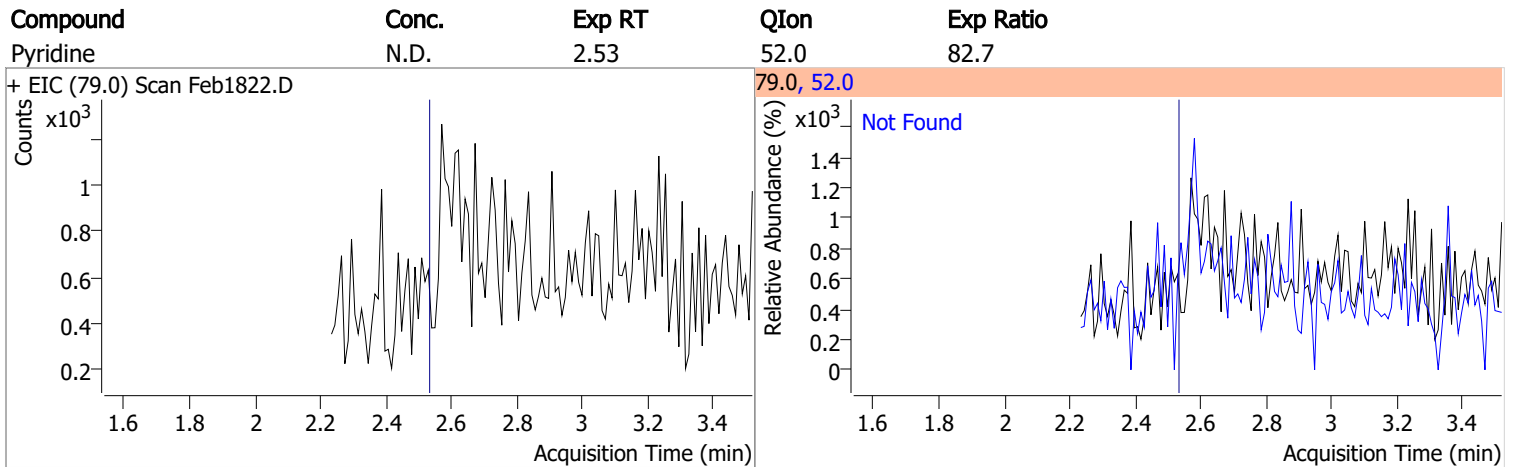 Compound Conc. Exp RT QIon Exp Ratio
Pyridine N.D. 2.53 52.0 82.7
+ EIC (79.0) Scan Feb1822.D
Counts
x10³
1
0.8
0.6
0.4
0.2
1.6 1.8 2 2.2 2.4 2.6 2.8 3 3.2 3.4
Acquisition Time (min)
79.0, 52.0
Relative Abundance (%)
x10³
Not Found
1.4
1.2
1
0.8
0.6
0.4
0.2
0
1.6 1.8 2 2.2 2.4 2.6 2.8 3 3.2 3.4
Acquisition Time (min)